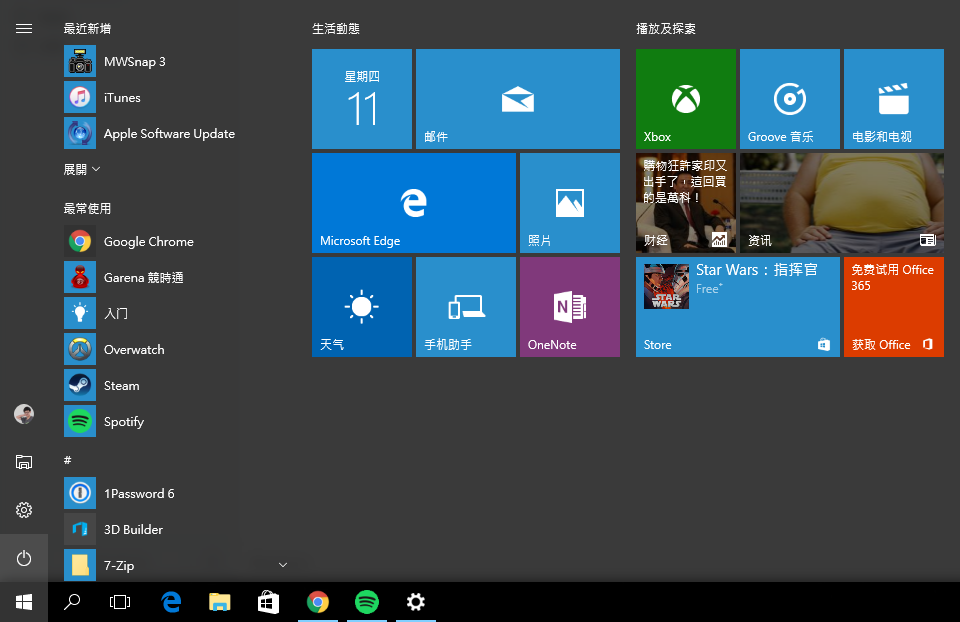 最近新增
MWSnap 3
iTunes
Apple Software Update
展開
最常使用
Google Chrome
Garena 競時通
入门
Overwatch
Steam
Spotify
#
1Password 6
3D Builder
7-Zip
生活動態
星期四
11
邮件
Microsoft Edge
照片
天气
手机助手
OneNote
播放及探索
Xbox
Groove 音乐
电影和电视
購物狂許家印又
出手了，這回買
的是萬科！
财经
资讯
STAR
WARS
Star Wars：指挥官
Free*
Store
免费试用 Office
365
获取 Office